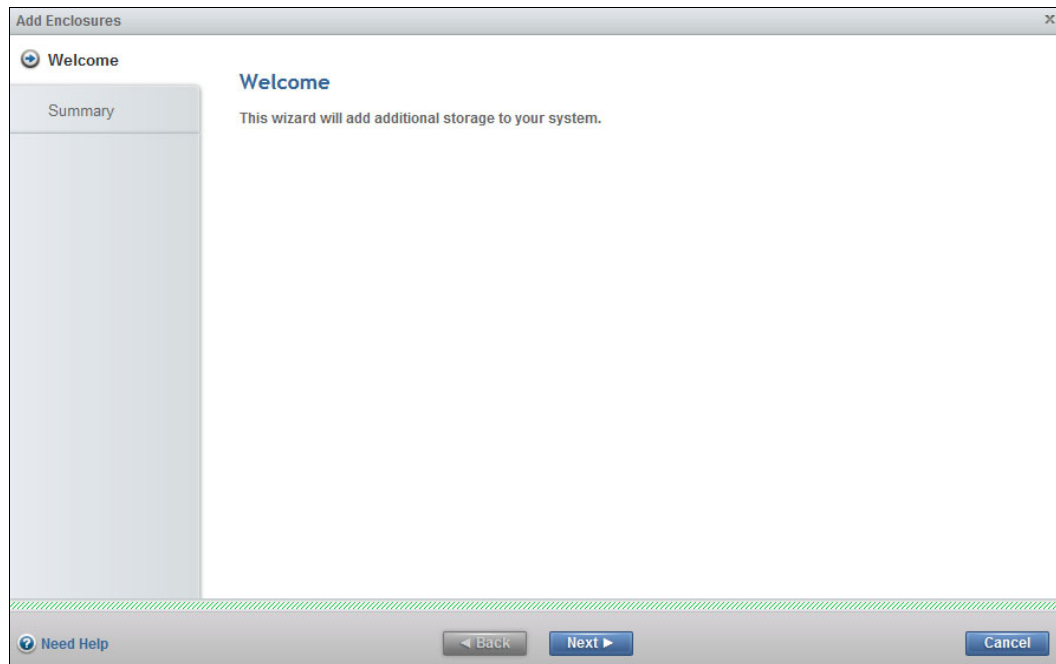 Add Enclosures
x
Welcome
Summary
Welcome
This wizard will add additional storage to your system.
Need Help
Back
Next
Cancel